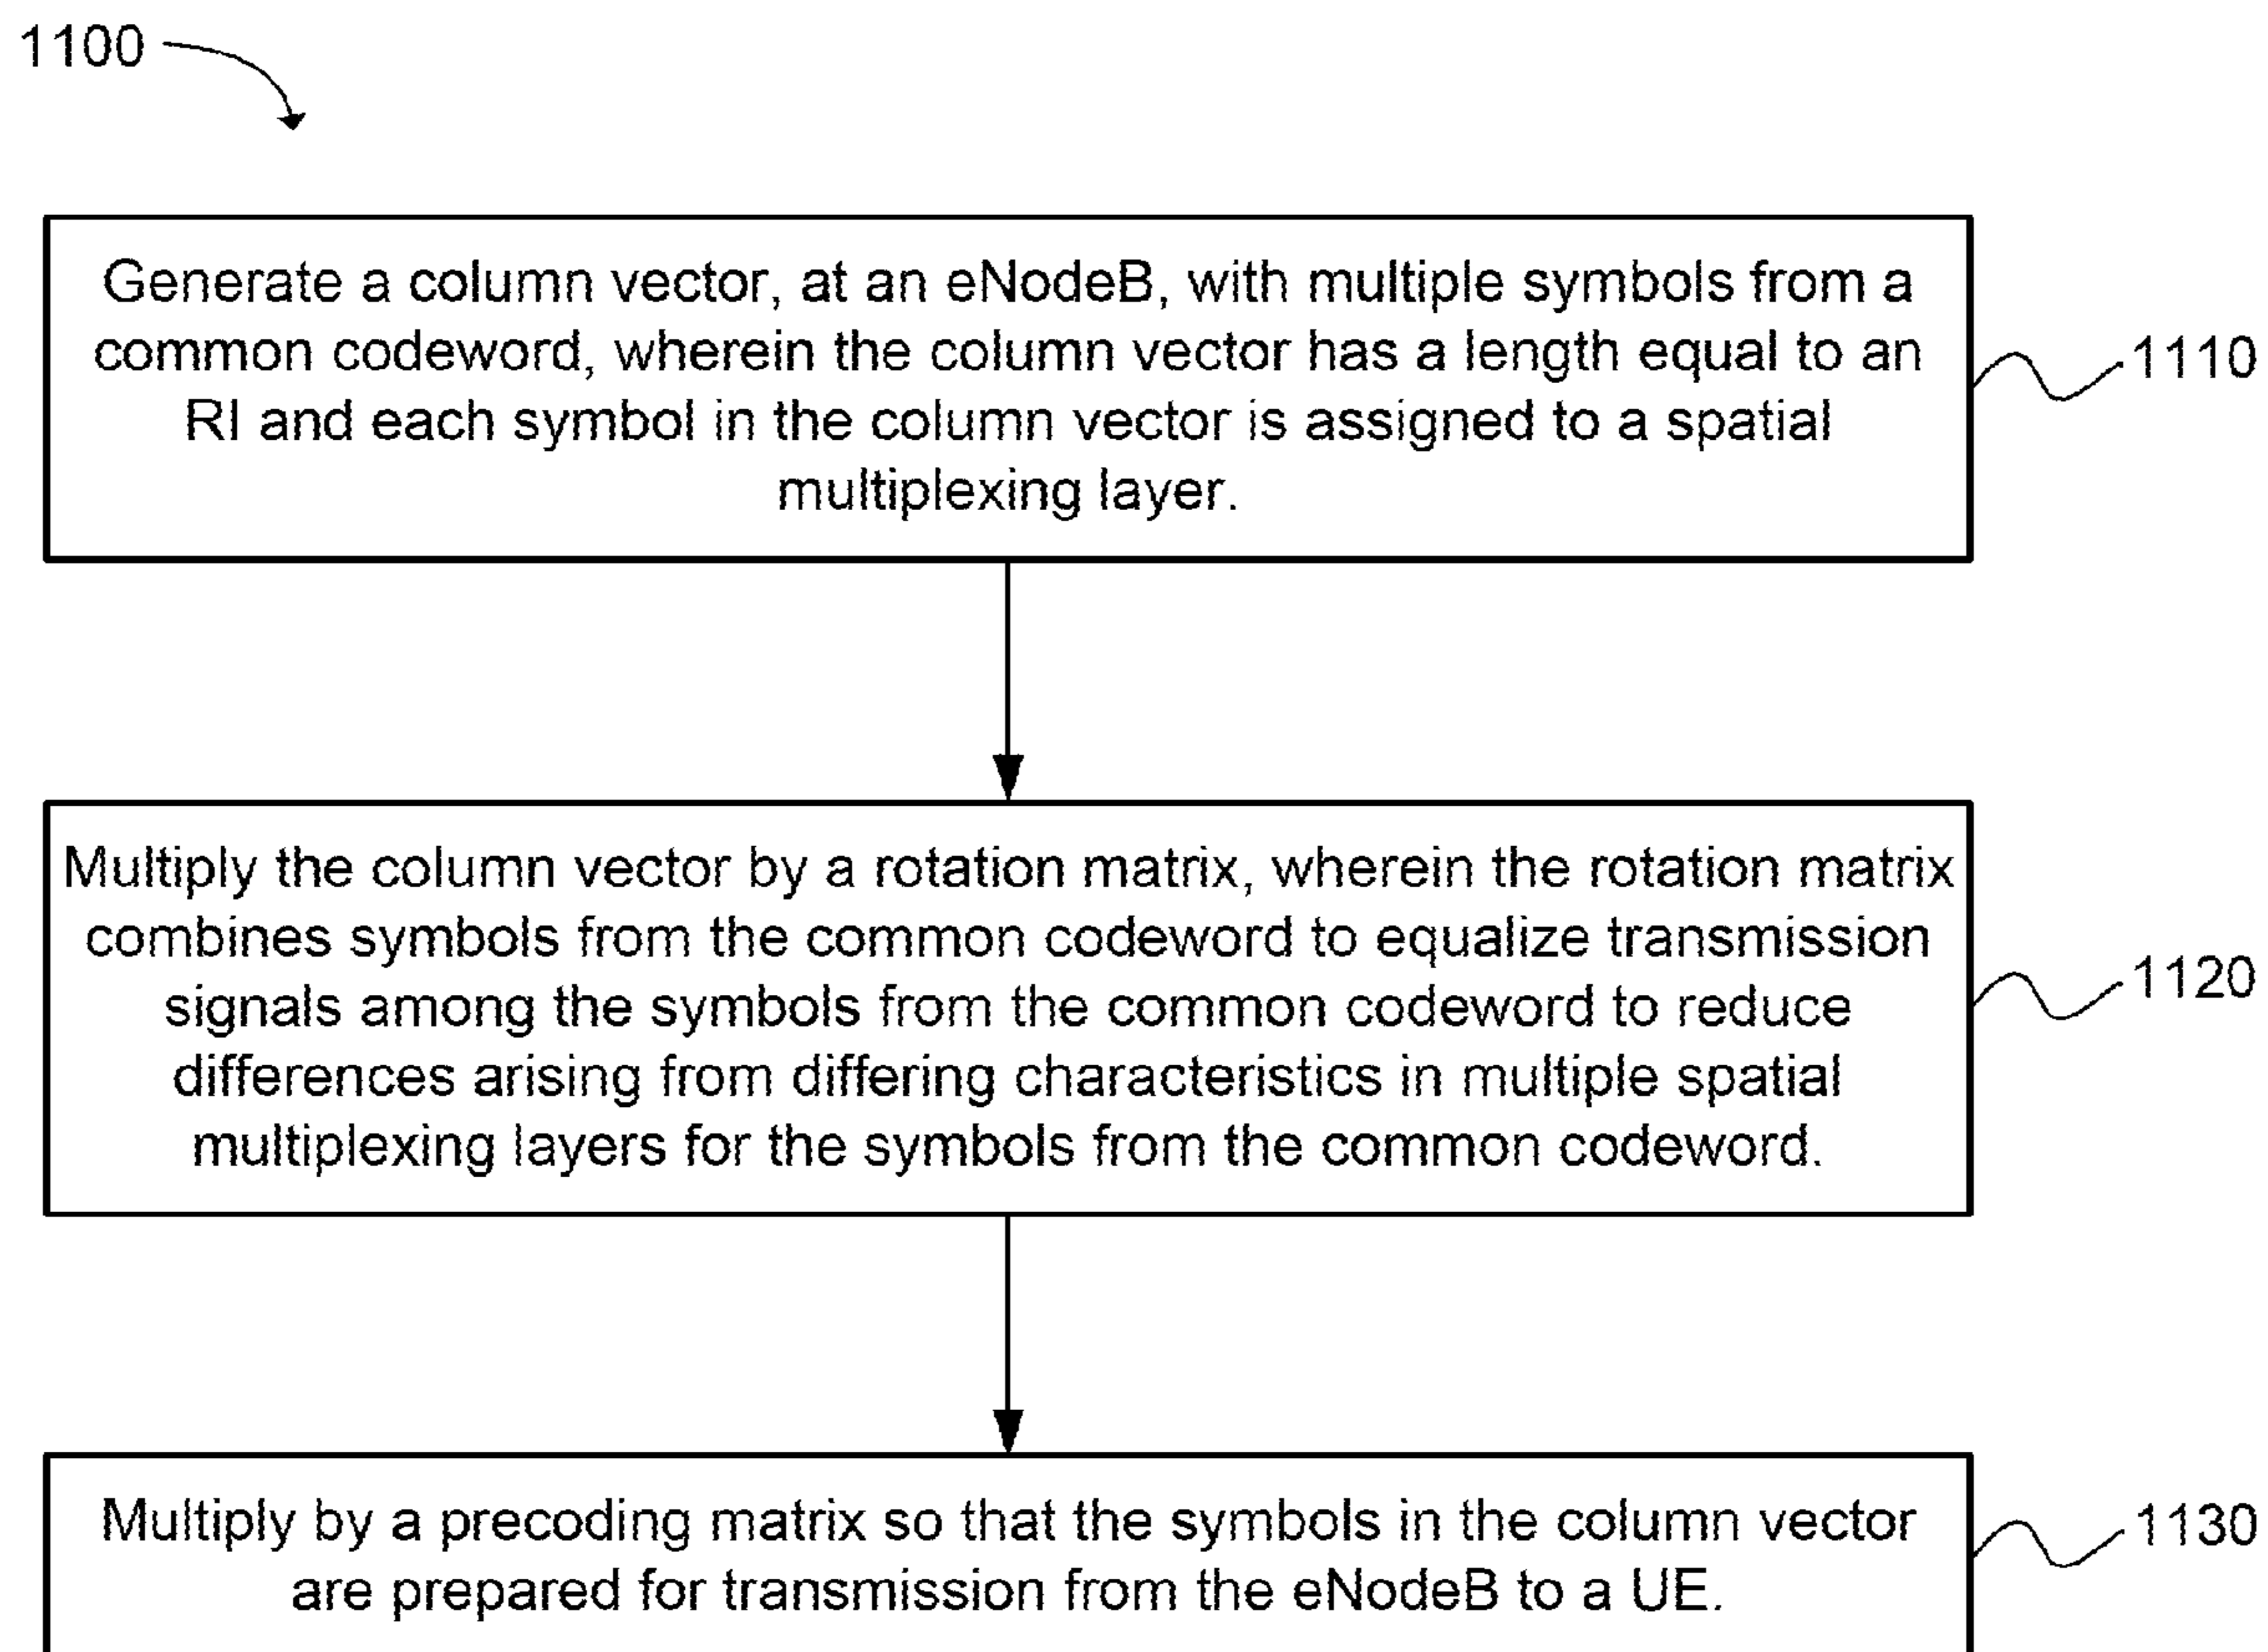 1100
Generate a column vector, at an eNodeB, with multiple symbols from a
common codeword, wherein the column vector has a length equal to an
RI and each symbol in the column vector is assigned to a spatial
multiplexing layer.
1110
Multiply the column vector by a rotation matrix, wherein the rotation matrix
combines symbols from the common codeword to equalize transmission
signals among the symbols from the common codeword to reduce
differences arising from differing characteristics in multiple spatial
multiplexing layers for the symbols from the common codeword.
1120
Multiply by a precoding matrix so that the symbols in the column vector
are prepared for transmission from the eNodeB to a UE.
1130